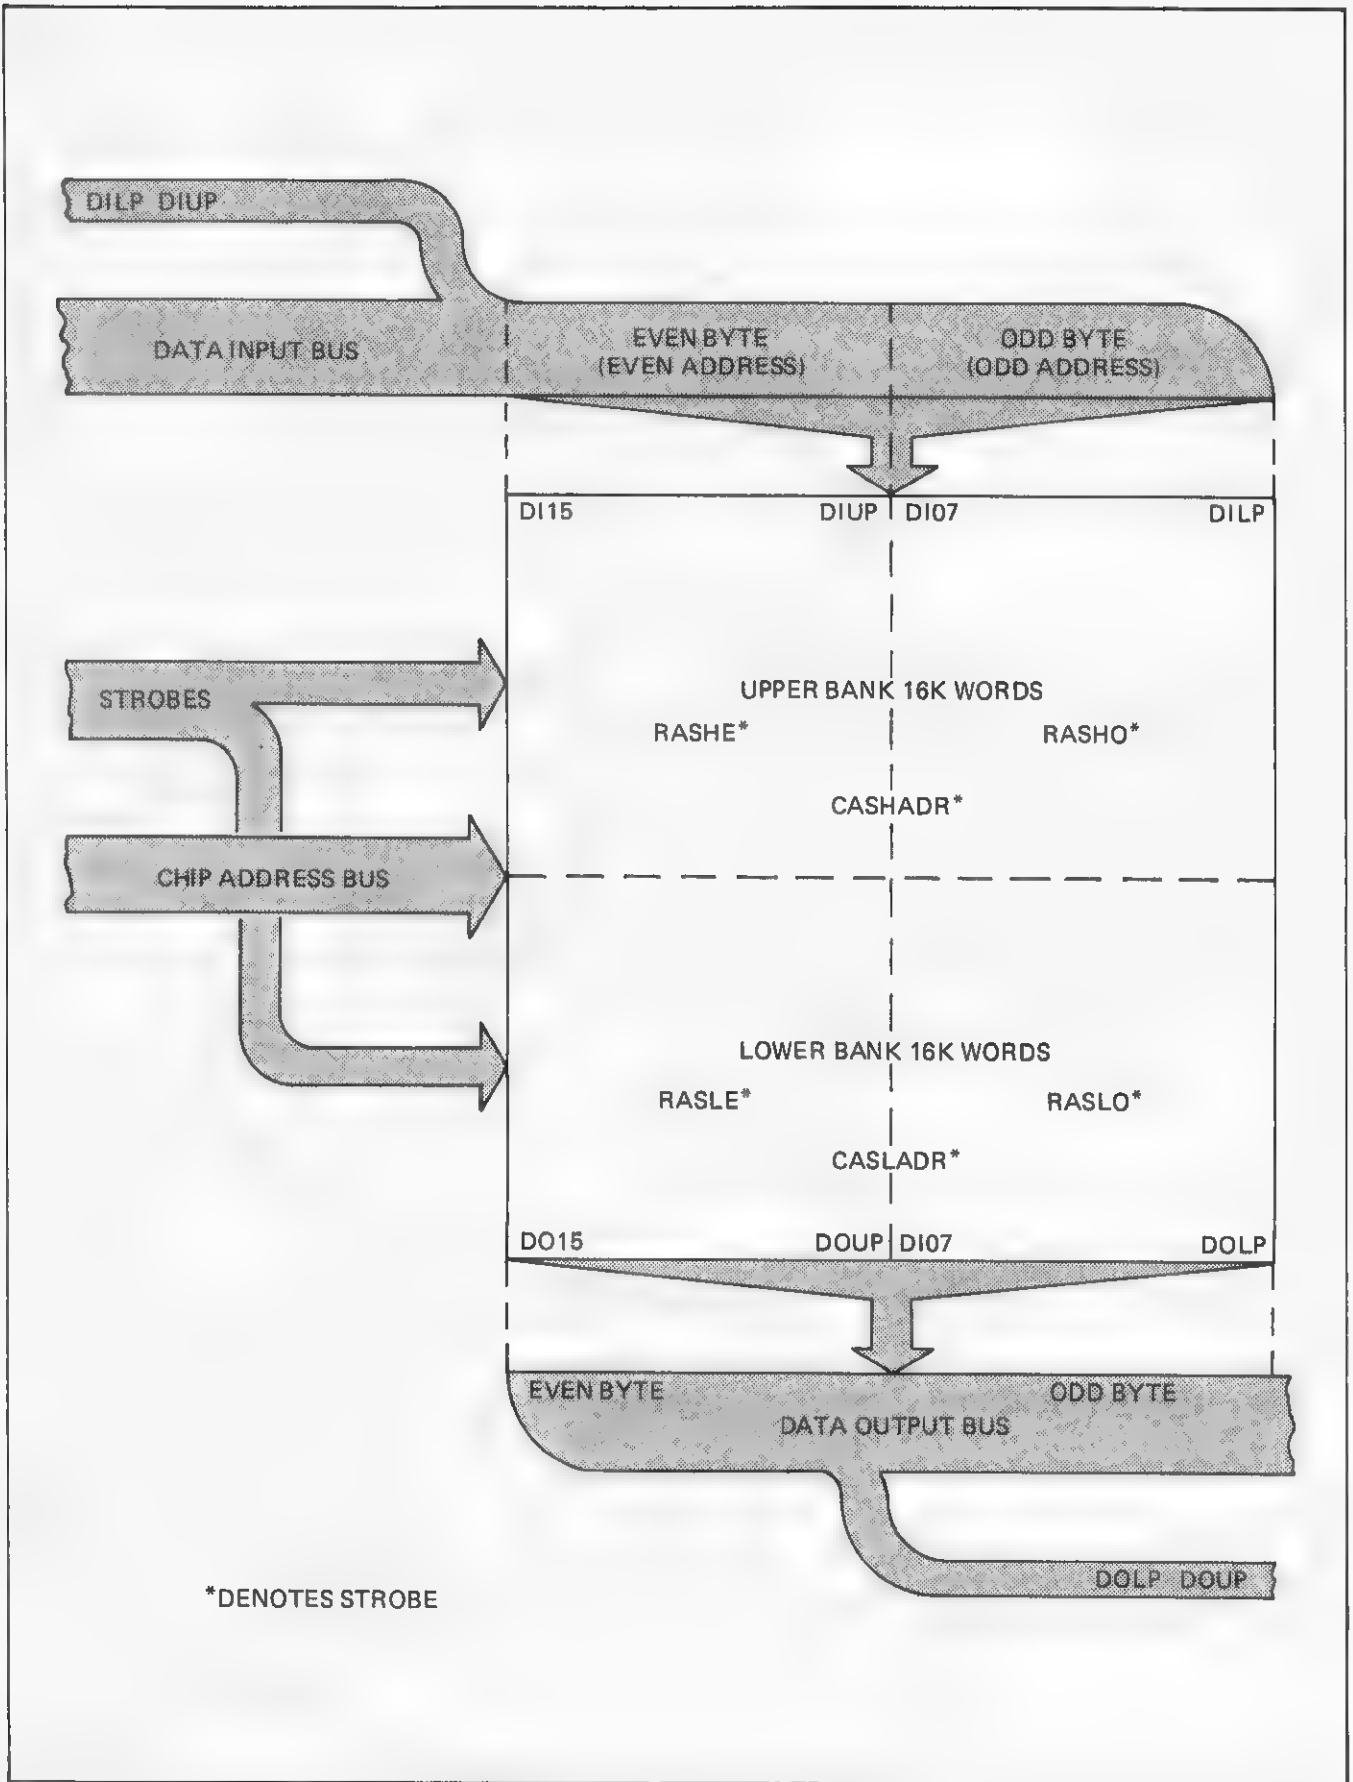 DILP DIUP
DATA INPUT BUS
EVEN BYTE
(EVEN ADDRESS)
ODD BYTE
(ODD ADDRESS)
DI15 DIUP DI07 DILP
STROBES
UPPER BANK 16K WORDS
RASHE* RASHO*
CASHADR*
CHIP ADDRESS BUS
LOWER BANK 16K WORDS
RASLE* RASLO*
CASLADR*
DO15 DOUP DI07 DOLP
EVEN BYTE ODD BYTE
DATA OUTPUT BUS
DOLP DOUP
*DENOTES STROBE